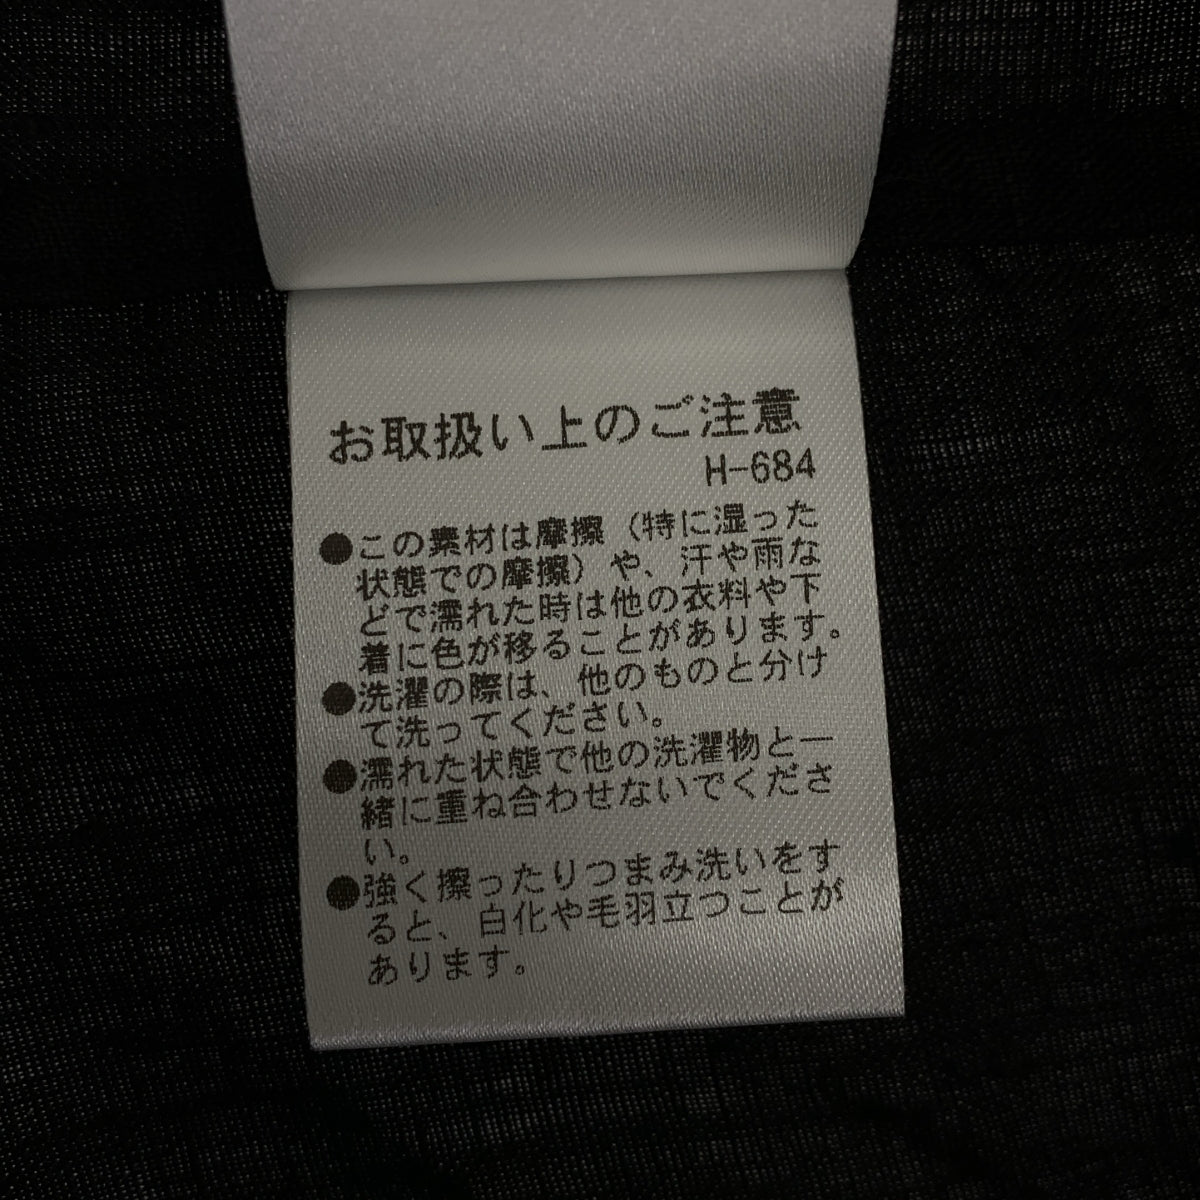 お取扱い上のご注意
H-684
●この素材は摩擦（特に湿った
状態での摩擦）や、汗や雨な
どで濡れた時は他の衣料や下
着に色が移ることがあります。
●洗濯の際は、他のものと分け
て洗ってください。
●濡れた状態で他の洗濯物と一
緒に重ね合わせないでくださ
い。
●強く擦ったりつまみ洗いをす
ると、白化や毛羽立つことが
あります。